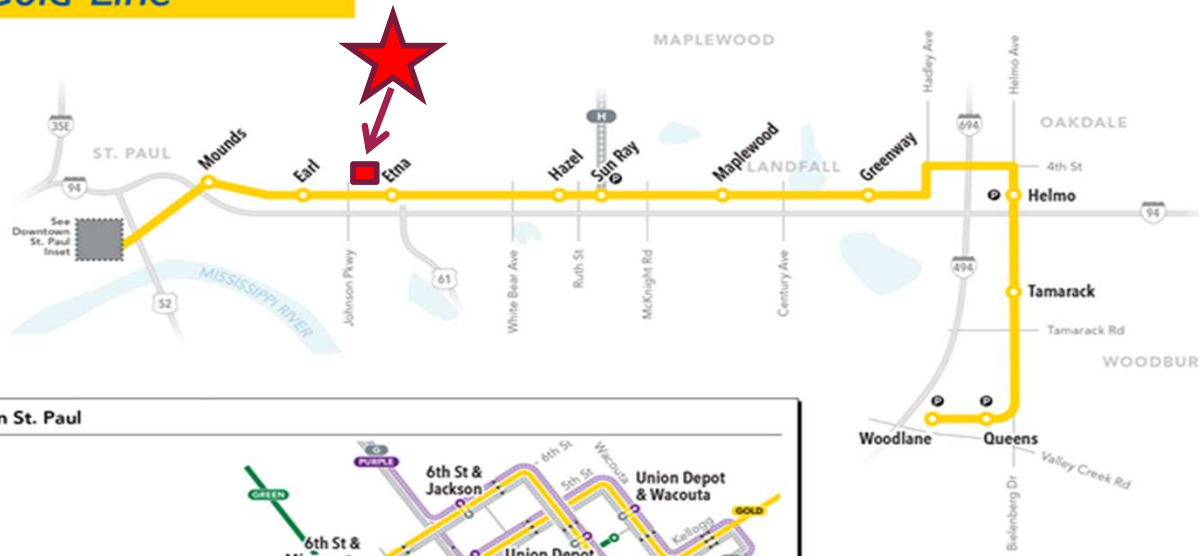 Gold Line
MAPLEWOOD
Hadley Ave
Helmo Ave
35E
H
694
OAKDALE
ST. PAUL
Mounds
Earl
Etna
Hazel
Sun Ray
P
Maplewood
LANDFALL
Greenway
4th St
94
P
Helmo
94
See
Downtown
St. Paul
Inset
MISSISSIPPI RIVER
52
Johnson Pkwy
61
White Bear Ave
Ruth St
McKnight Rd
Century Ave
494
Tamarack
Tamarack Rd
WOODBUR
P
P
Woodlane
Queens
Valley Creek Rd
Bielenberg Dr
n St. Paul
G
PURPLE
GREEN
6th St &
Jackson
6th St
5th St
Wacouta
Union Depot
& Wacouta
GOLD
Kellogg
6th St &
Union Depot